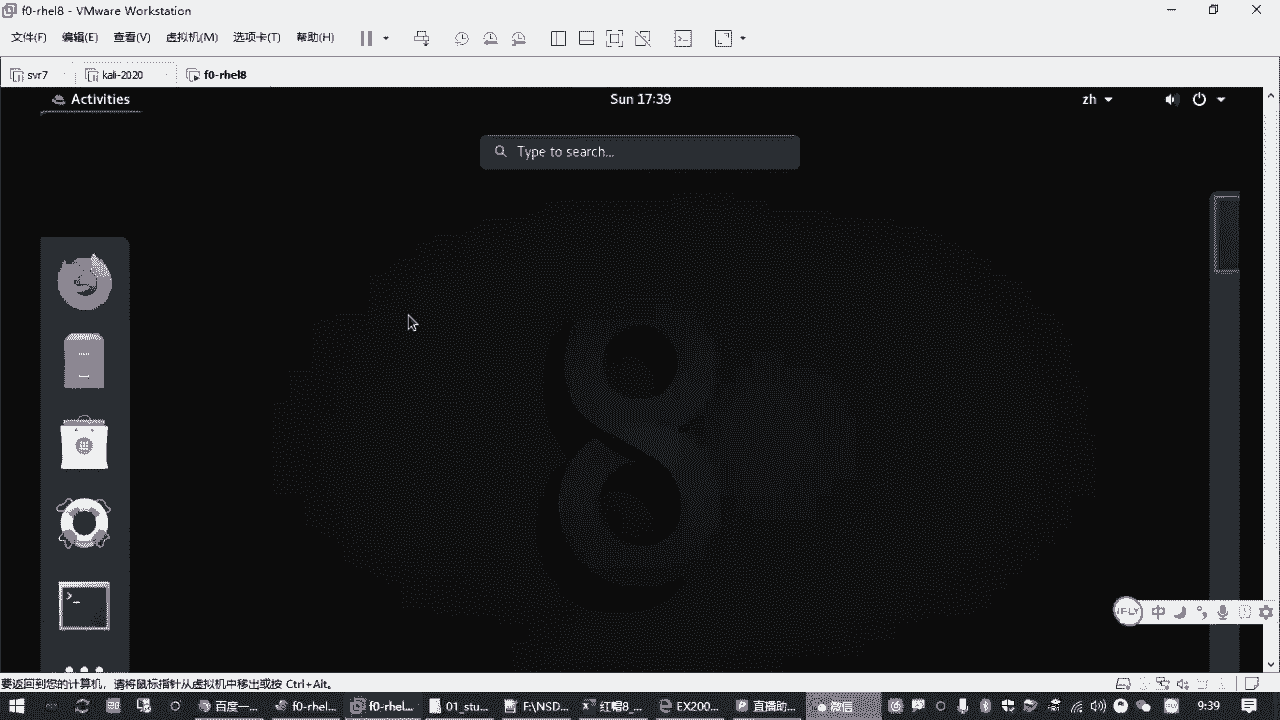 f0-rhel8 - VMware Workstation
文件(F) 编辑(E) 查看(V) 虚拟机(M) 选项卡(T) 帮助(H)
svr7 kali-2020 f0-rhel8
Activities Sun 17:39 zh
Type to search...
8
iFLY 中
要返回到您的计算机，请将鼠标指针从虚拟机中移出或按 Ctrl+Alt。
百度一... f0-rhel... f0-rhel... 01_stu... F:\NSD... 红帽8_... EX200... 直播助... 微信 9:39